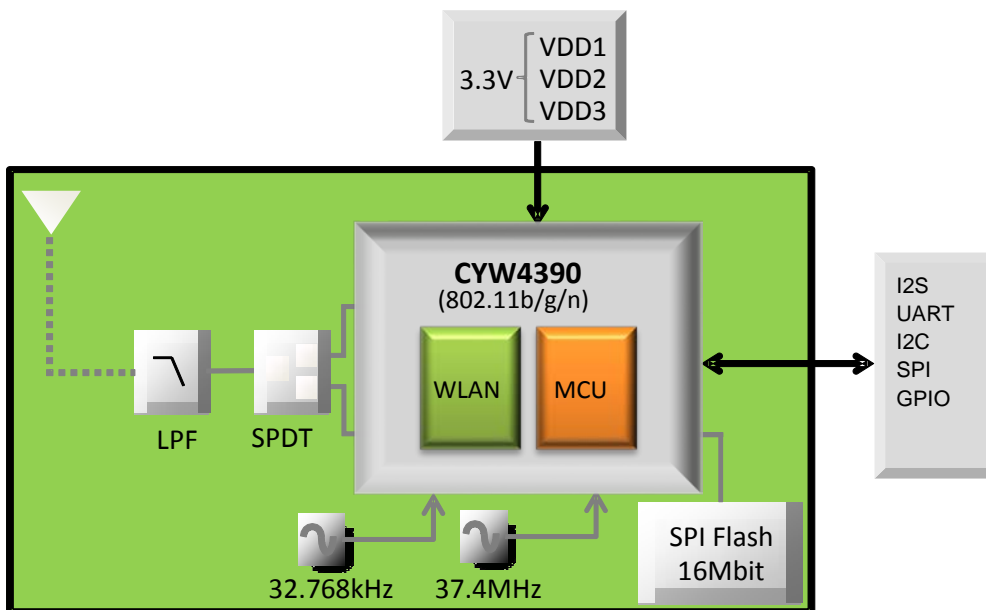 3.3V
VDD1
VDD2
VDD3
CYW4390
(802.11b/g/n)
WLAN
MCU
I2S
UART
I2C
SPI
GPIO
LPF
SPDT
32.768kHz
37.4MHz
SPI Flash
16Mbit